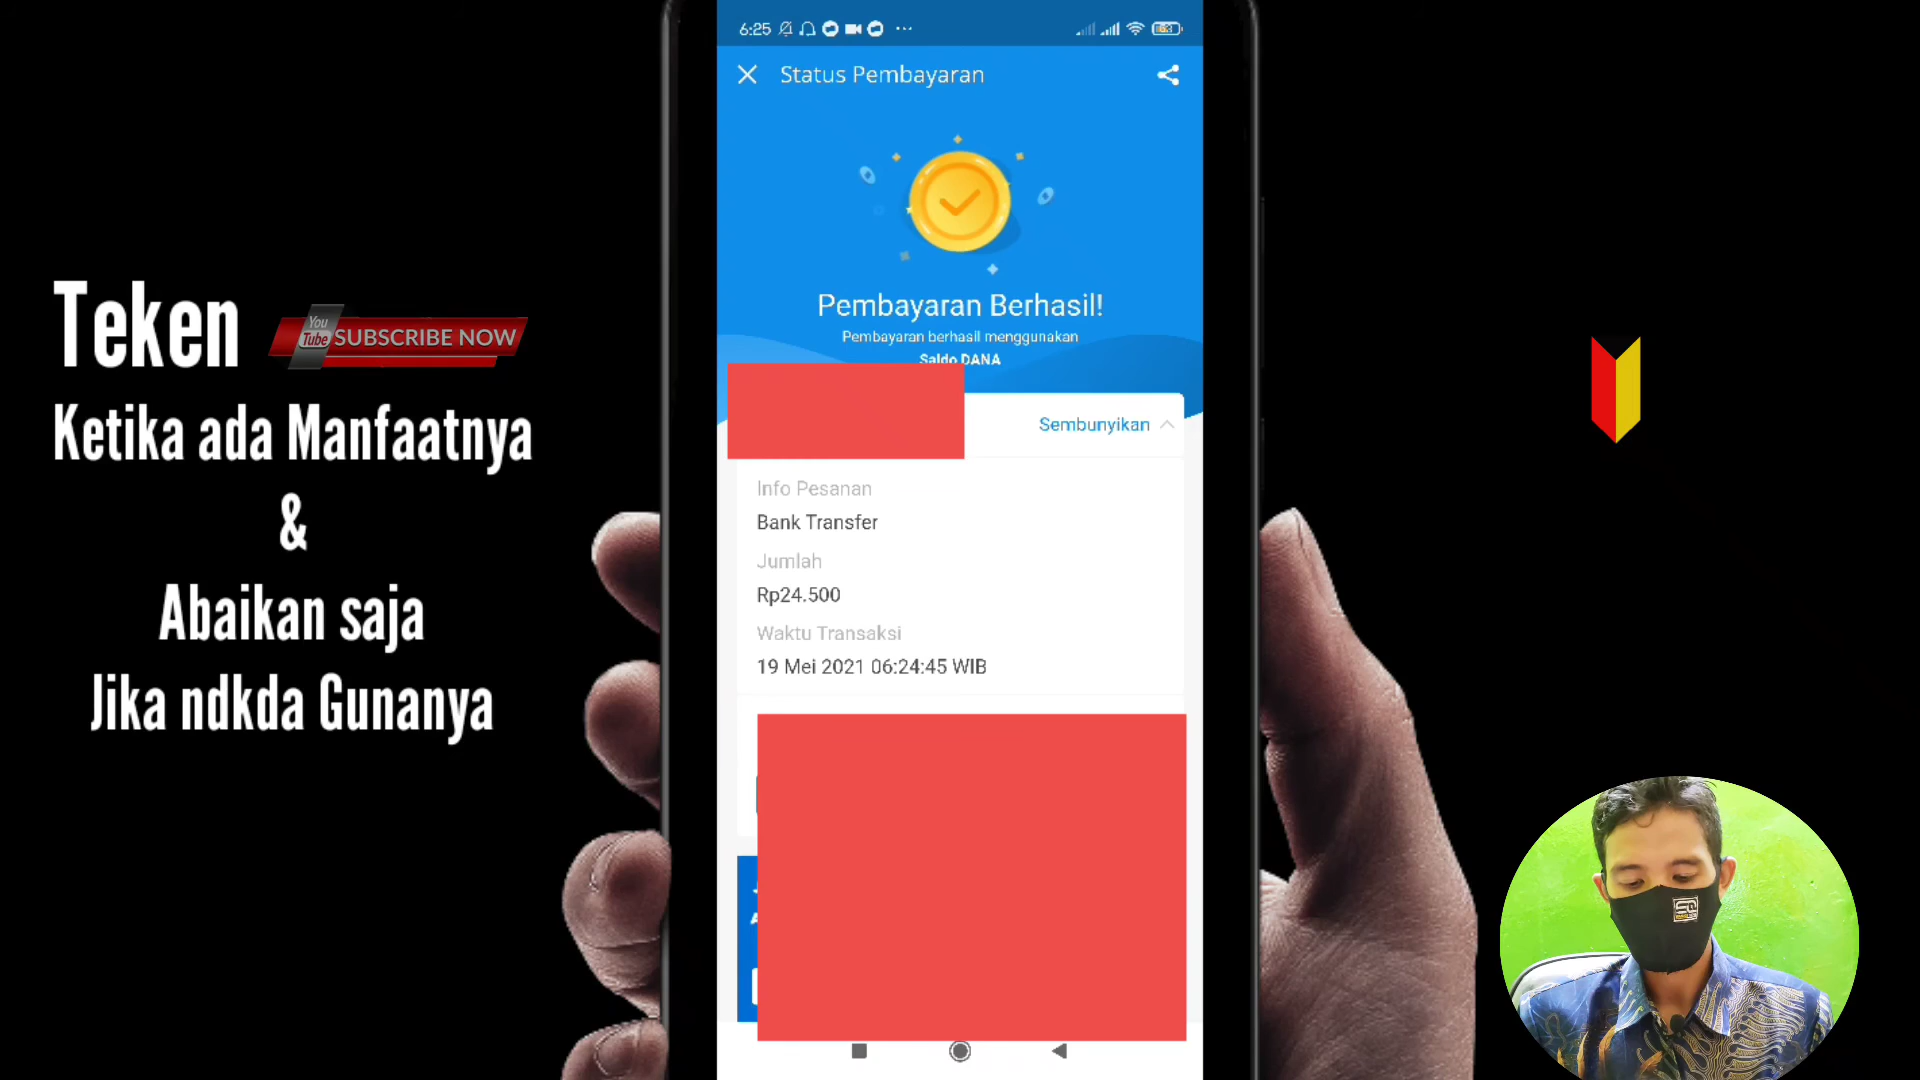 Teken
You
Tube SUBSCRIBE NOW
Ketika ada Manfaatnya
&
Abaikan saja
Jika ndkda Gunanya
6:25
63
Status Pembayaran
Pembayaran Berhasil!
Pembayaran berhasil menggunakan
Saldo DANA
Sembunyikan
Info Pesanan
Bank Transfer
Jumlah
Rp24.500
Waktu Transaksi
19 Mei 2021 06:24:45 WIB